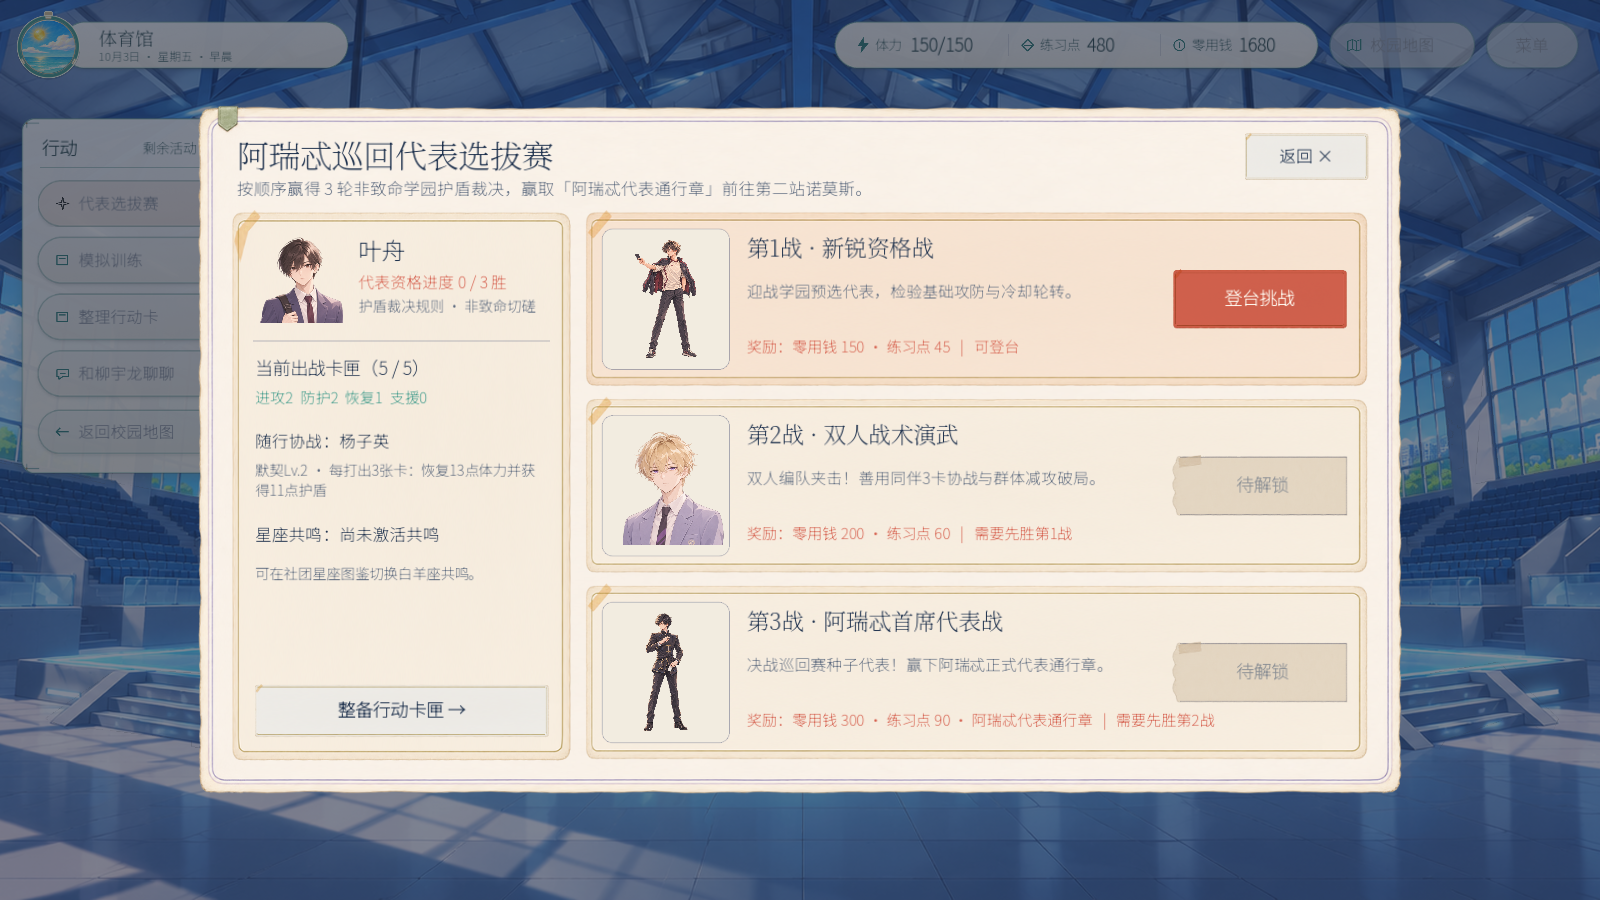 体育馆
10月3日 · 星期五 · 早晨
体力 150/150
练习点 480
零用钱 1680
校园地图
菜单
行动
剩余活动
代表选拔赛
模拟训练
整理行动卡
和柳宇龙聊聊
返回校园地图
阿瑞忒巡回代表选拔赛
按顺序赢得 3 轮非致命学园护盾裁决，赢取「阿瑞忒代表通行章」前往第二站诺莫斯。
返回 ×
叶舟
代表资格进度 0 / 3 胜
护盾裁决规则 · 非致命切磋
当前出战卡匣（5 / 5）
进攻2 防护2 恢复1 支援0
随行协战：杨子英
默契Lv.2 · 每打出3张卡：恢复13点体力并获
得11点护盾
星座共鸣：尚未激活共鸣
可在社团星座图鉴切换白羊座共鸣。
整备行动卡匣 →
第1战 · 新锐资格战
迎战学园预选代表，检验基础攻防与冷却轮转。
奖励：零用钱 150 · 练习点 45 | 可登台
登台挑战
第2战 · 双人战术演武
双人编队夹击！善用同伴3卡协战与群体减攻破局。
奖励：零用钱 200 · 练习点 60 | 需要先胜第1战
待解锁
第3战 · 阿瑞忒首席代表战
决战巡回赛种子代表！赢下阿瑞忒正式代表通行章。
奖励：零用钱 300 · 练习点 90 · 阿瑞忒代表通行章 | 需要先胜第2战
待解锁